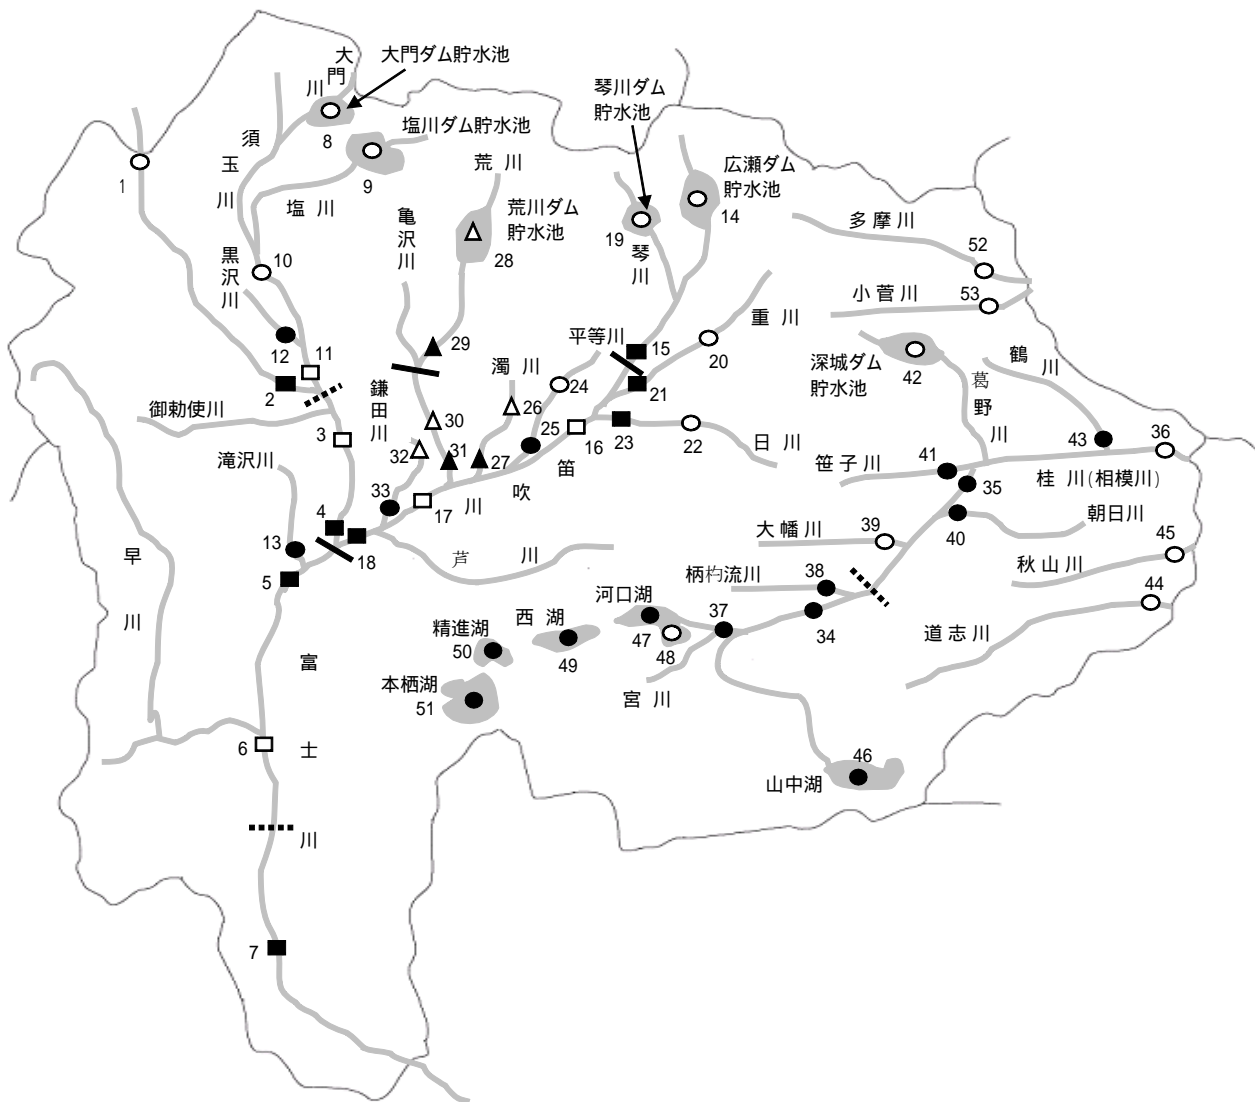 大門川
大門ダム貯水池
8
須玉川
塩川ダム貯水池
9
塩川
1
荒川
荒川ダム
貯水池
28
亀沢川
琴川ダム
貯水池
19
琴川
広瀬ダム
貯水池
14
多摩川
52
小菅川
53
黒沢川
10
12
11
2
29
平等川
15
重川
20
21
深城ダム
貯水池
42
葛野川
鶴川
43
36
御勅使川
3
鎌田川
30
濁川
26
24
25
16
23
22
日川
滝沢川
32
31
27
笛吹川
笹子川
41
35
桂川(相模川)
33
17
4
18
13
5
芦川
大幡川
39
40
朝日川
45
秋山川
44
早川
柄杓流川
38
34
道志川
河口湖
47
48
37
西湖
49
精進湖
50
本栖湖
51
宮川
46
山中湖
富士川
6
7